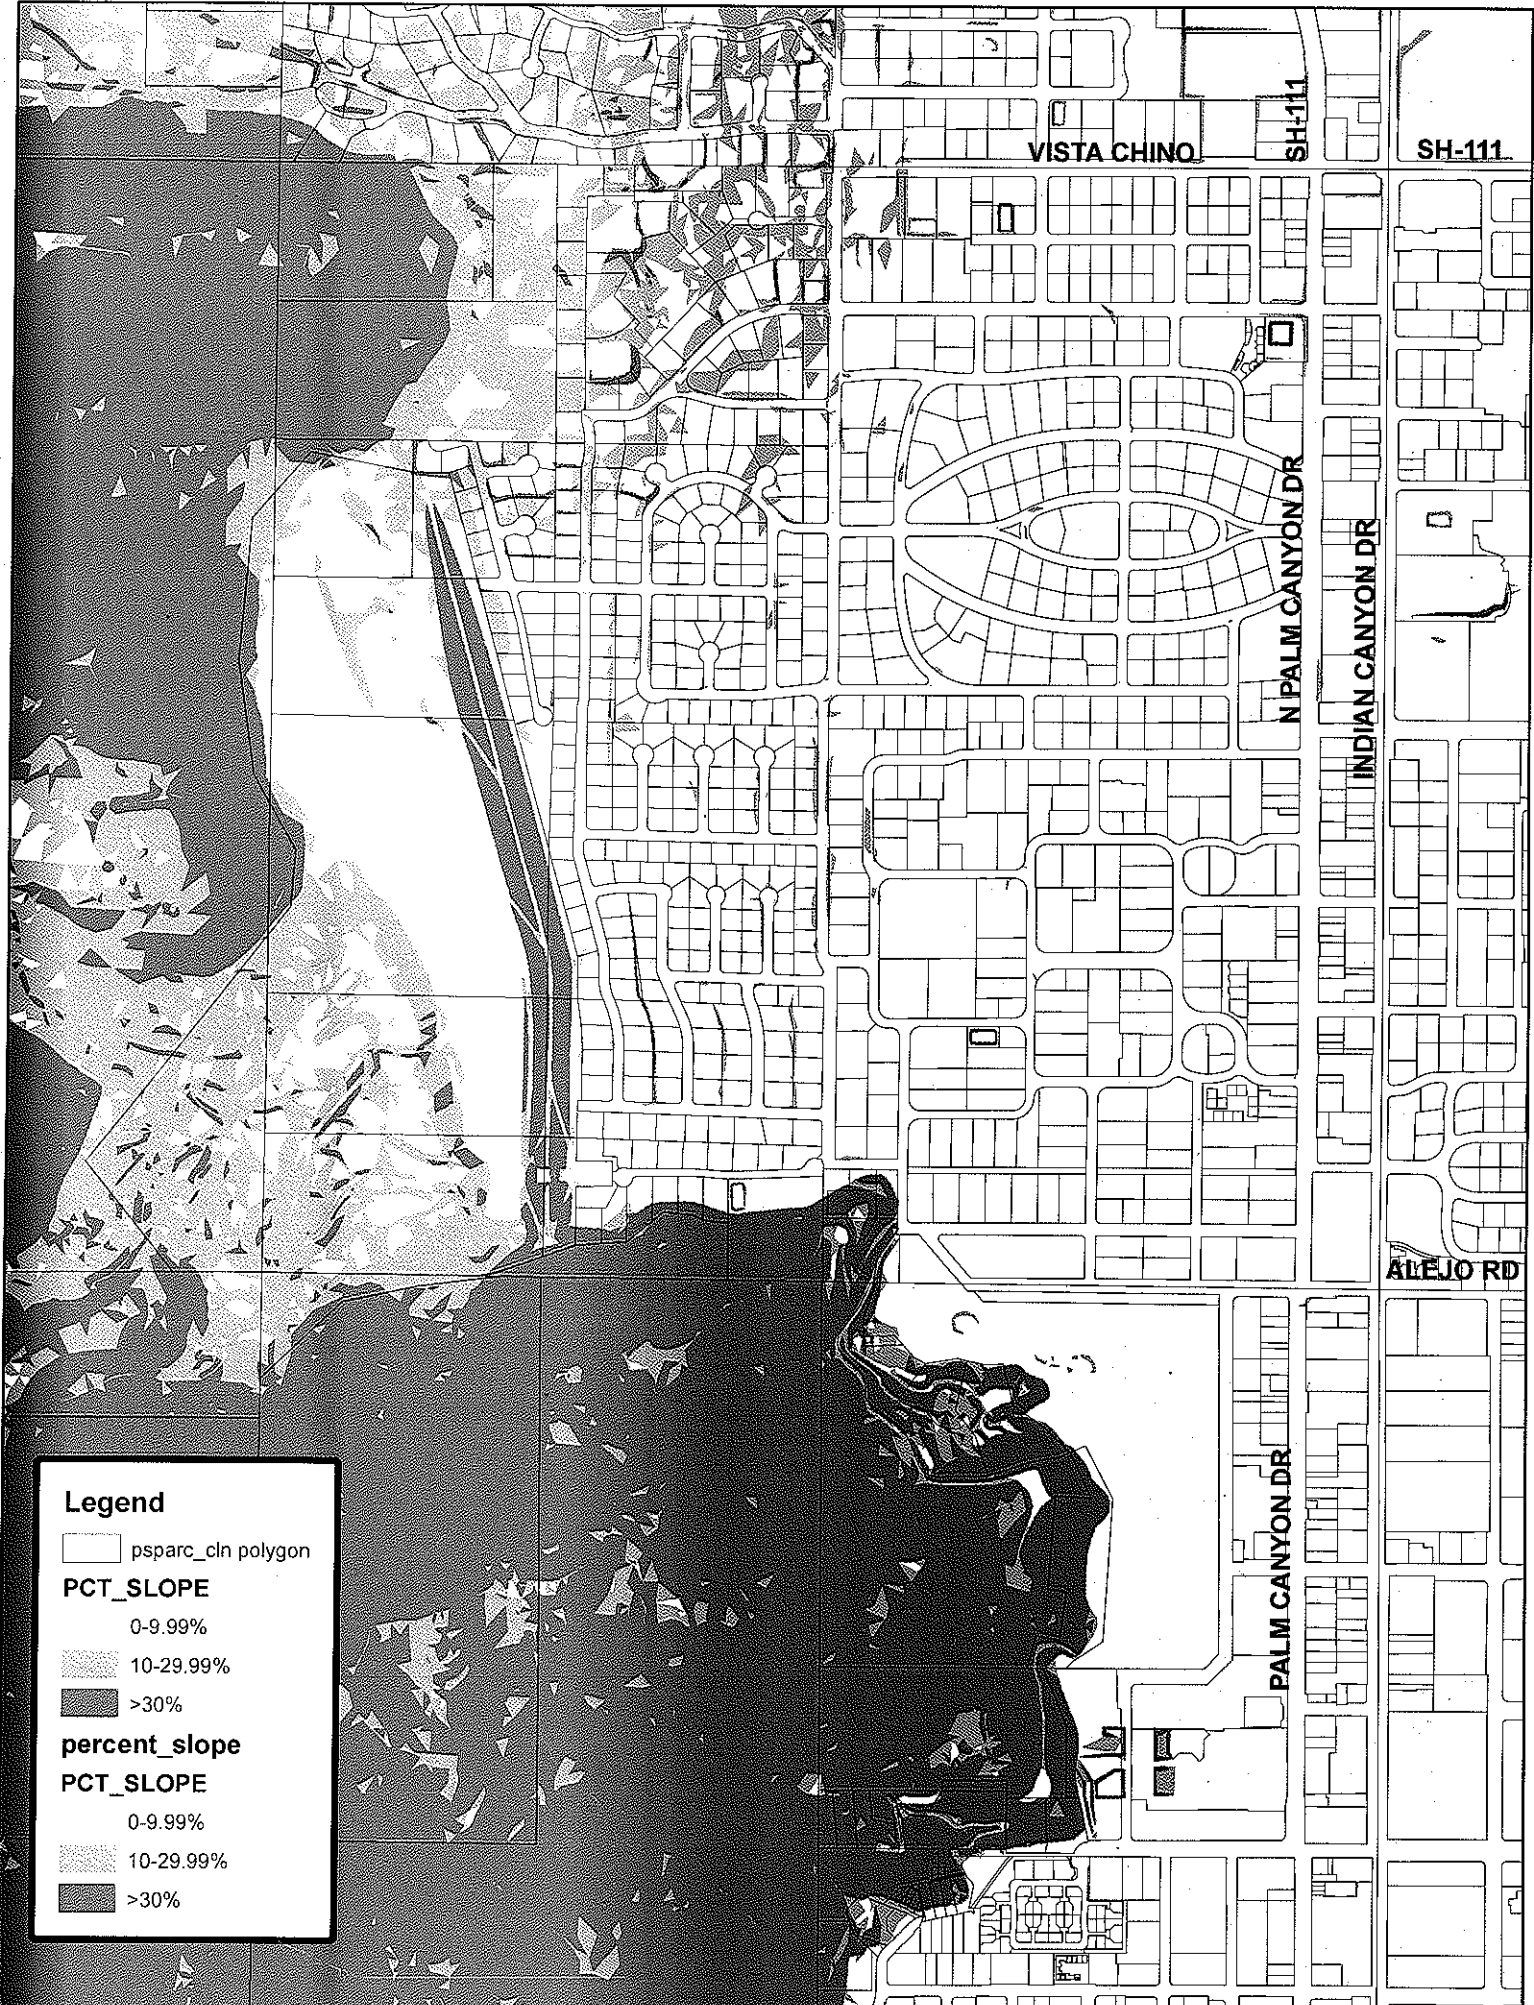 VISTA CHINO
SH-111
SH-111
N PALM CANYON DR
INDIAN CANYON DR
ALEJO RD
PALM CANYON DR
Legend
psparc_cln polygon
PCT_SLOPE
0-9.99%
10-29.99%
>30%
percent_slope
PCT_SLOPE
0-9.99%
10-29.99%
>30%